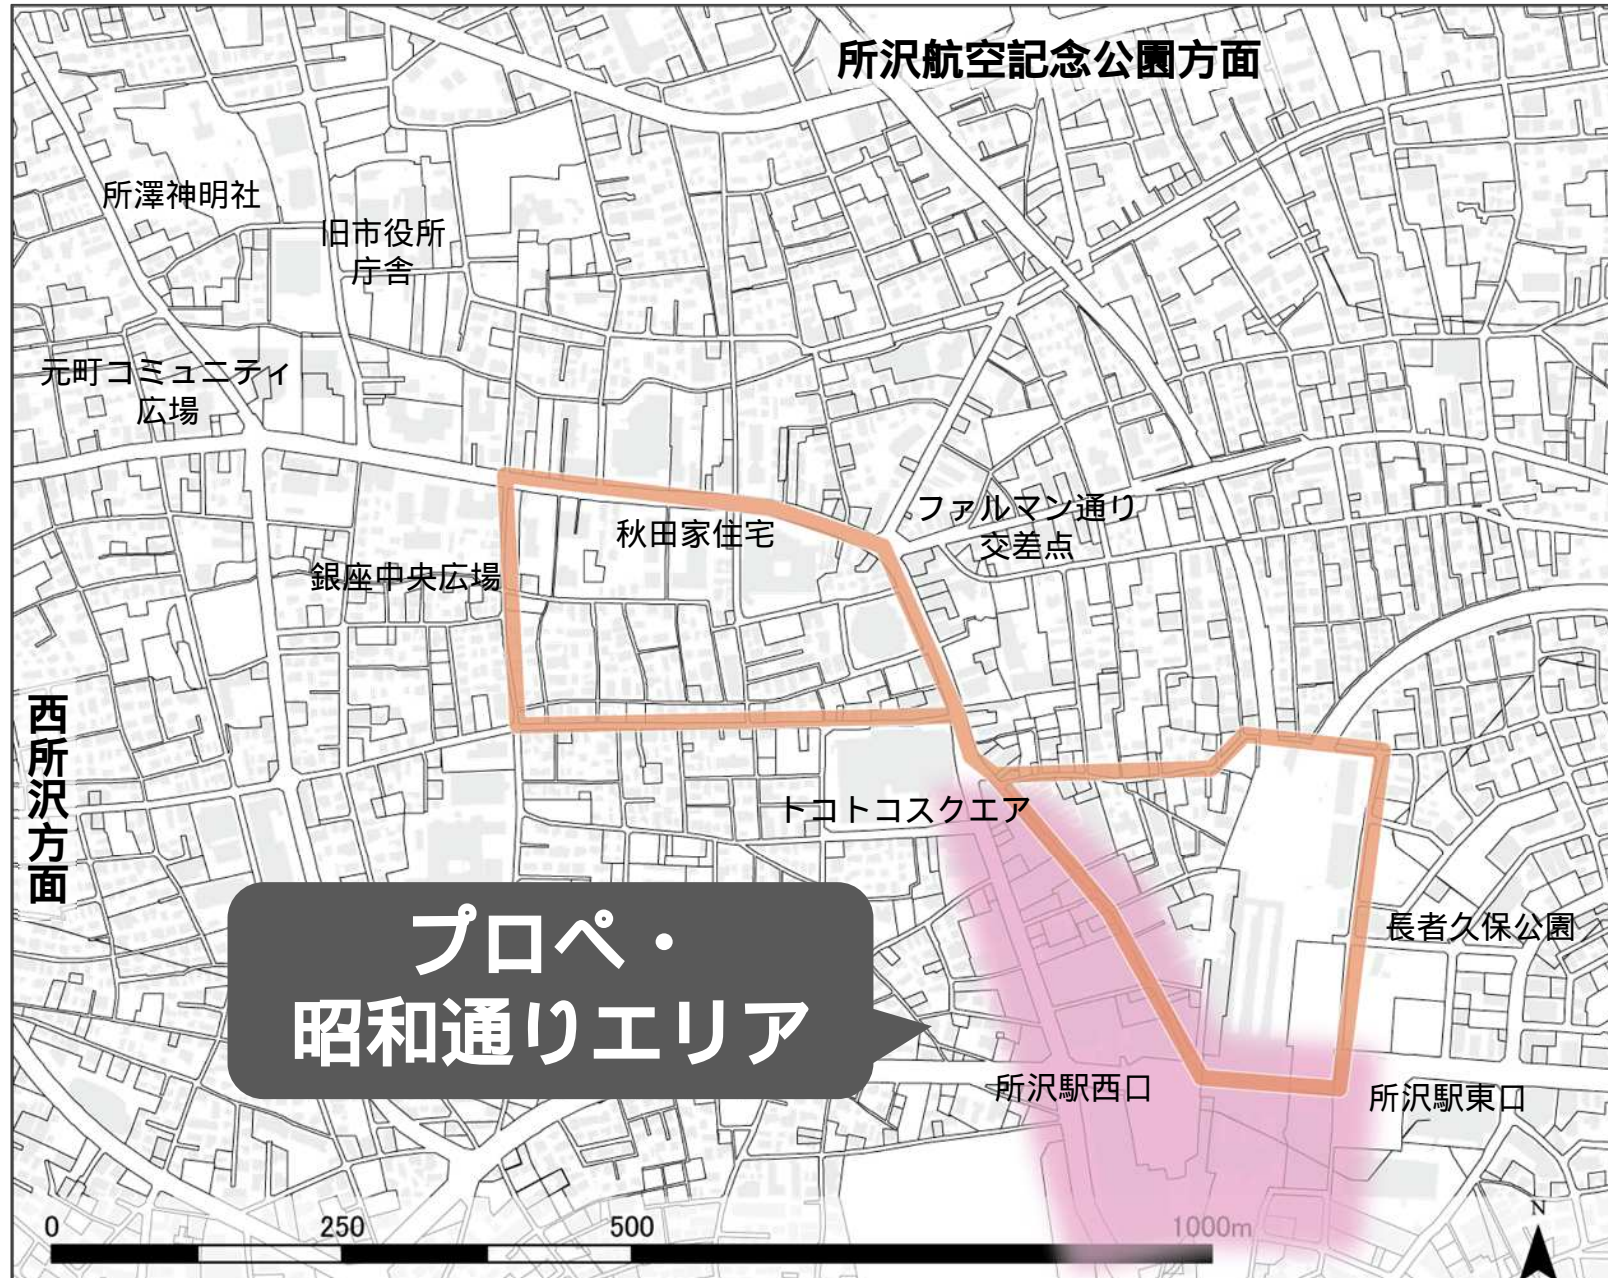 所沢航空記念公園方面
所澤神明社
旧市役所
庁舎
元町コミュニティ
広場
秋田家住宅
ファルマン通り
交差点
銀座中央広場
西所沢方面
トコトコスクエア
プロペ・
昭和通りエリア
長者久保公園
所沢駅西口
所沢駅東口
0 250 500 1000m
N